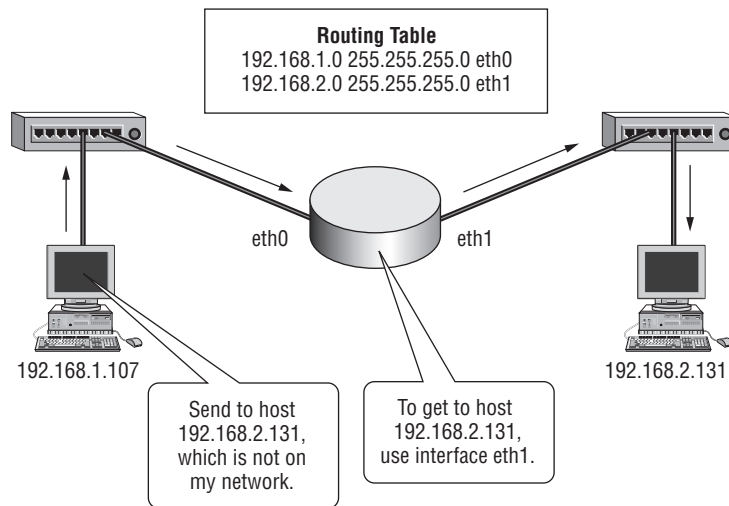 Routing Table
192.168.1.0 255.255.255.0 eth0
192.168.2.0 255.255.255.0 eth1
eth0
eth1
192.168.1.107
192.168.2.131
Send to host
192.168.2.131,
which is not on
my network.
To get to host
192.168.2.131,
use interface eth1.